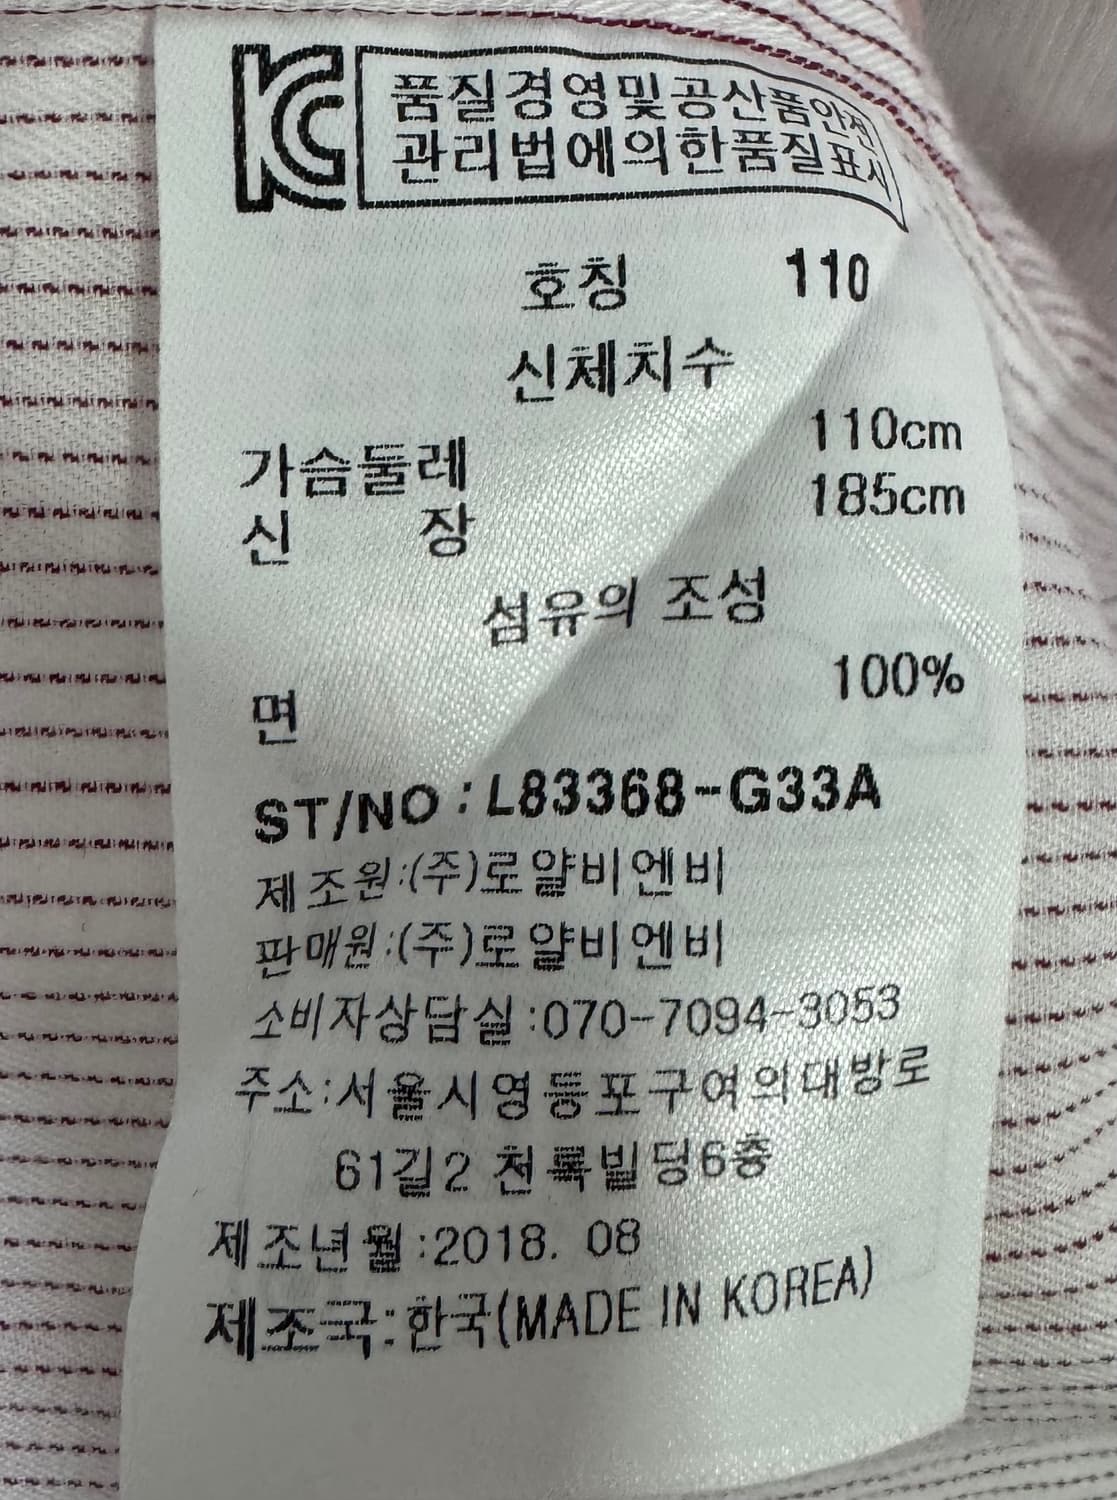 KC 품질경영및공산품안전
관리법에의한품질표시
호칭 110
신체치수
가슴둘레 110cm
신 장 185cm
섬유의 조성
면 100%
ST/NO : L83368-G33A
제조원:(주)로얄비엔비
판매원:(주)로얄비엔비
소비자상담실:070-7094-3053
주소:서울시영등포구여의대방로
61길2 천록빌딩6층
제조년월:2018. 08
제조국:한국(MADE IN KOREA)